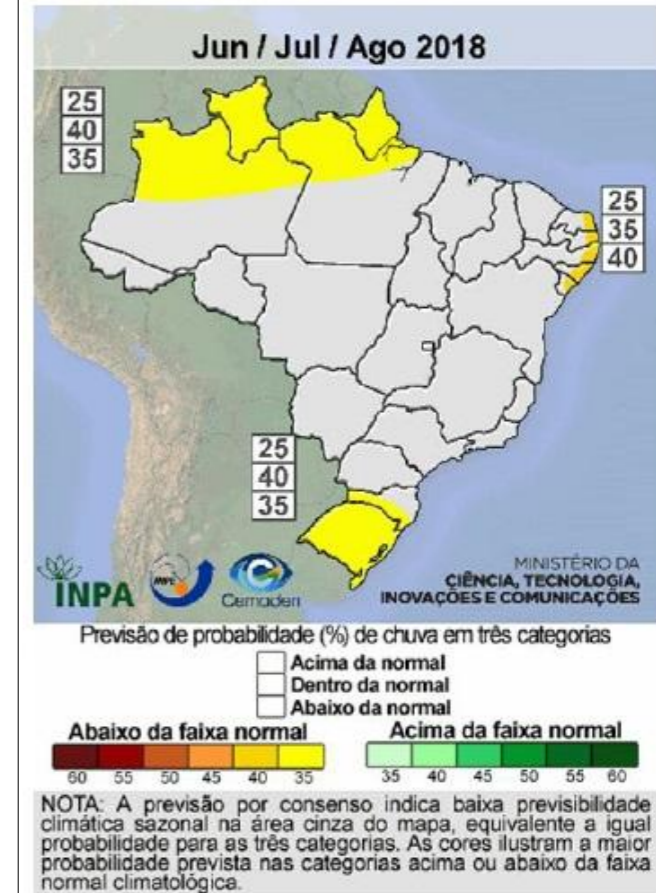 Jun / Jul / Ago 2018
25
40
35
25
35
40
25
40
35
INPA
INPE
Cemaden
MINISTÉRIO DA
CIÊNCIA, TECNOLOGIA,
INOVAÇÕES E COMUNICAÇÕES
Previsão de probabilidade (%) de chuva em três categorias
Acima da normal
Dentro da normal
Abaixo da normal
Abaixo da faixa normal
Acima da faixa normal
60 55 50 45 40 35
35 40 45 50 55 60
NOTA: A previsão por consenso indica baixa previsibilidade
climática sazonal na área cinza do mapa, equivalente a igual
probabilidade para as três categorias. As cores ilustram a maior
probabilidade prevista nas categorias acima ou abaixo da faixa
normal climatológica.